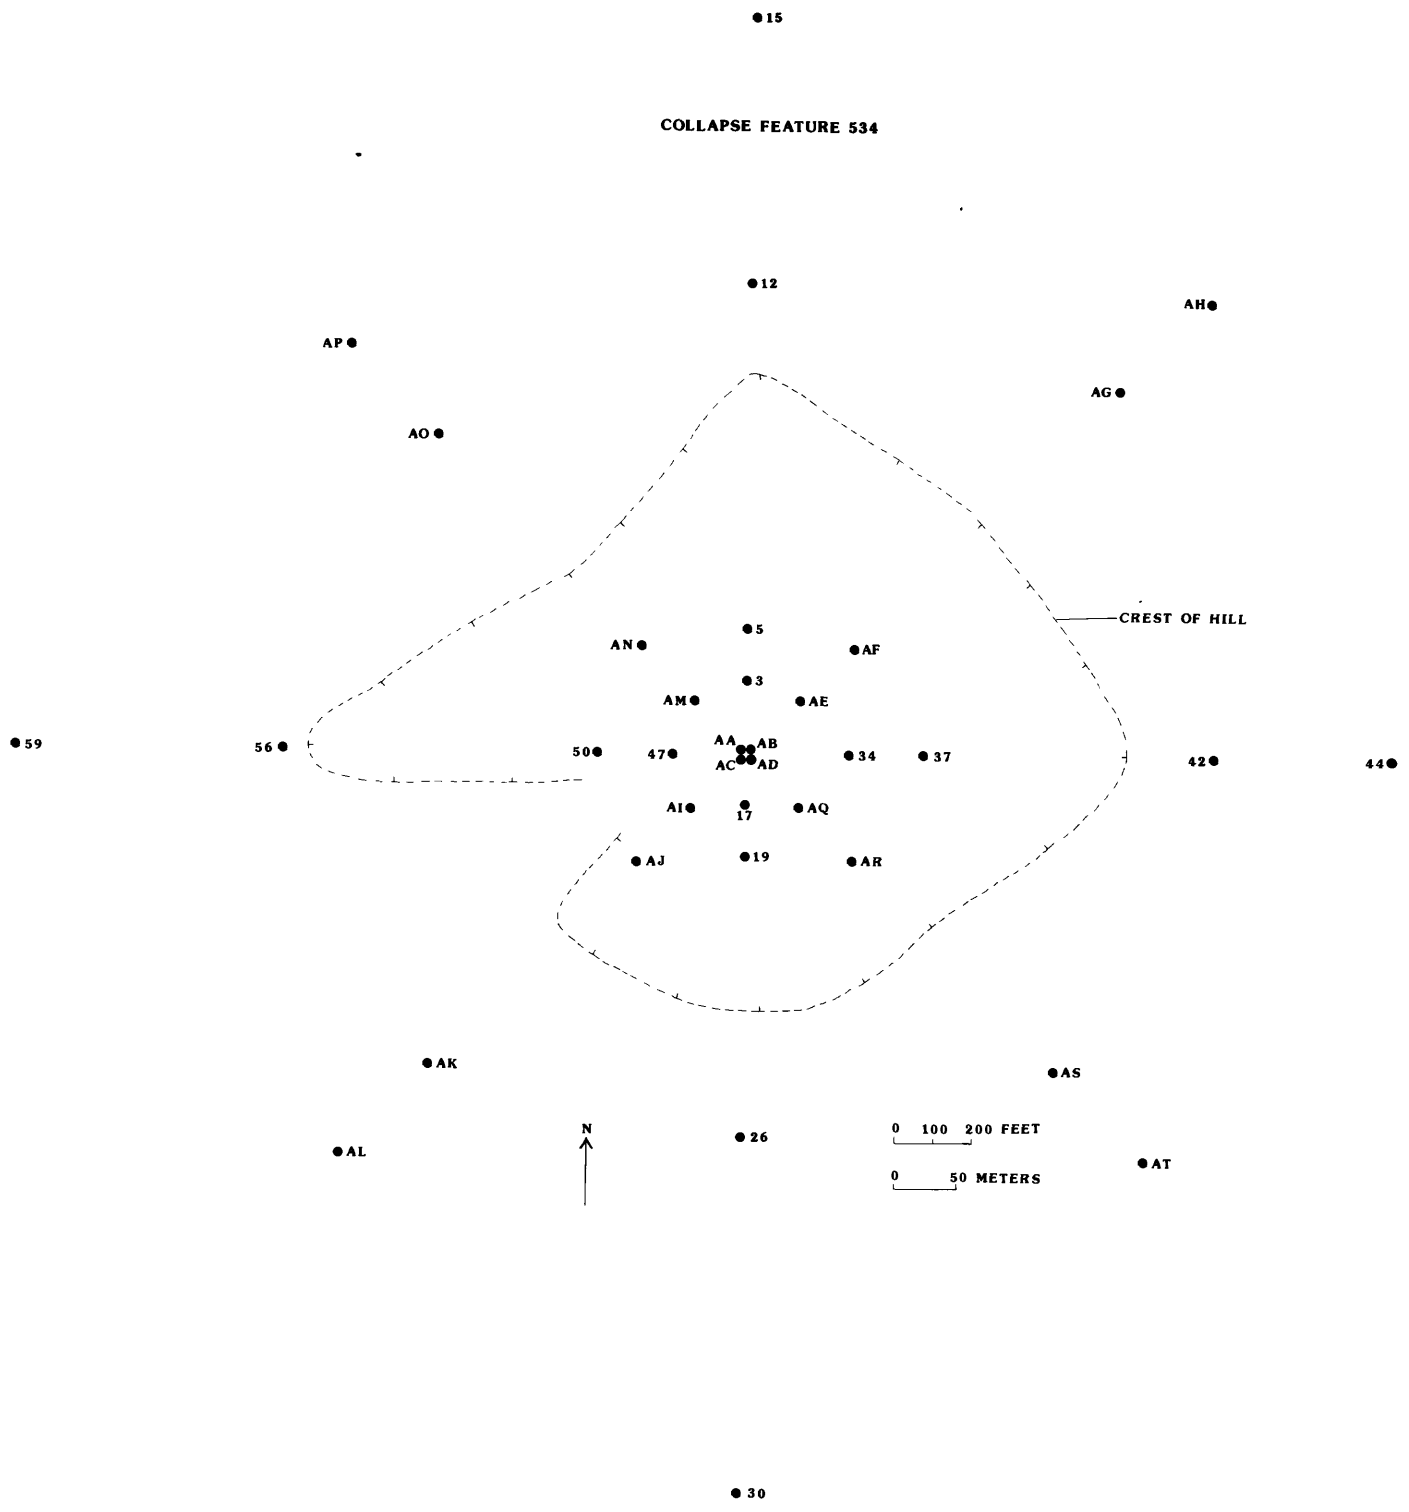 15
COLLAPSE FEATURE 534
12
AH
AP
AG
AO
CREST OF HILL
5
AN
AF
3
AM
AE
AA
AB
59
56
50
47
34
37
42
44
AC
AD
AI
17
AQ
AJ
19
AR
AK
AS
N
0 100 200 FEET
26
AL
AT
0 50 METERS
30